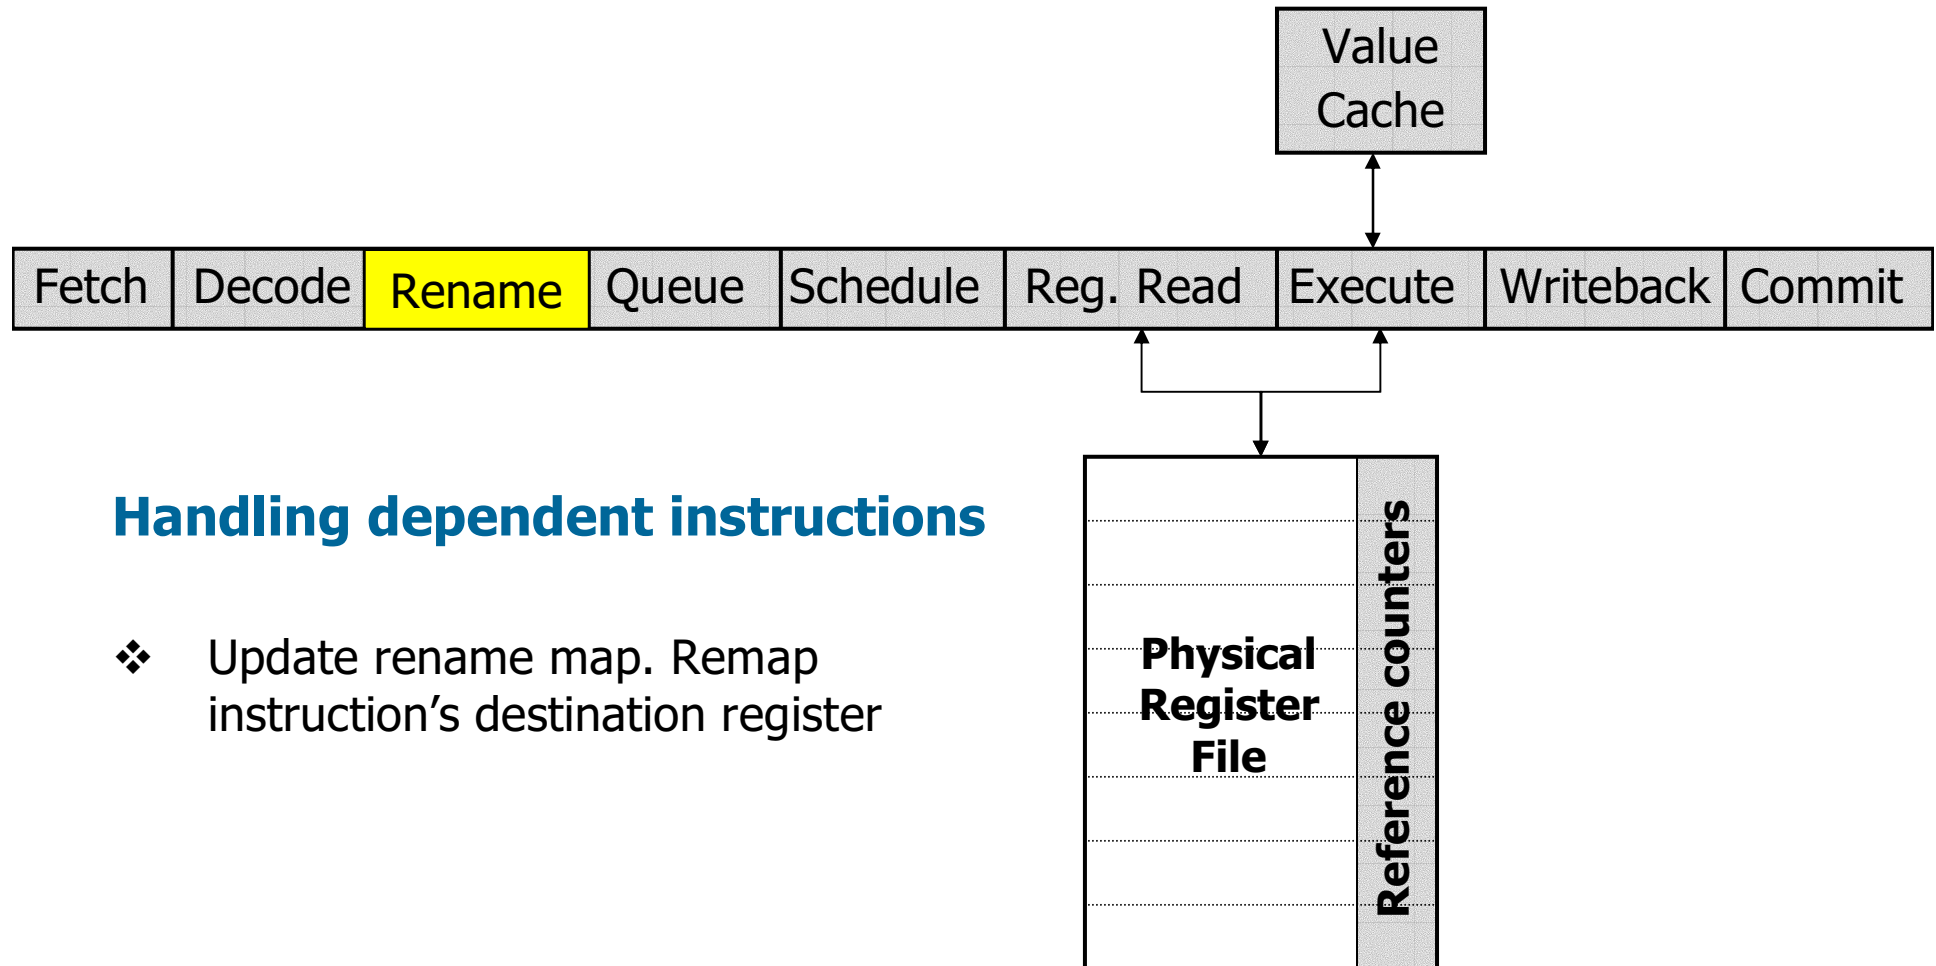 Value
Cache
Fetch
Decode
Rename
Queue
Schedule
Reg. Read
Execute
Writeback
Commit
Handling dependent instructions
❖ Update rename map. Remap
instruction’s destination register
Physical
Register
File
Reference counters